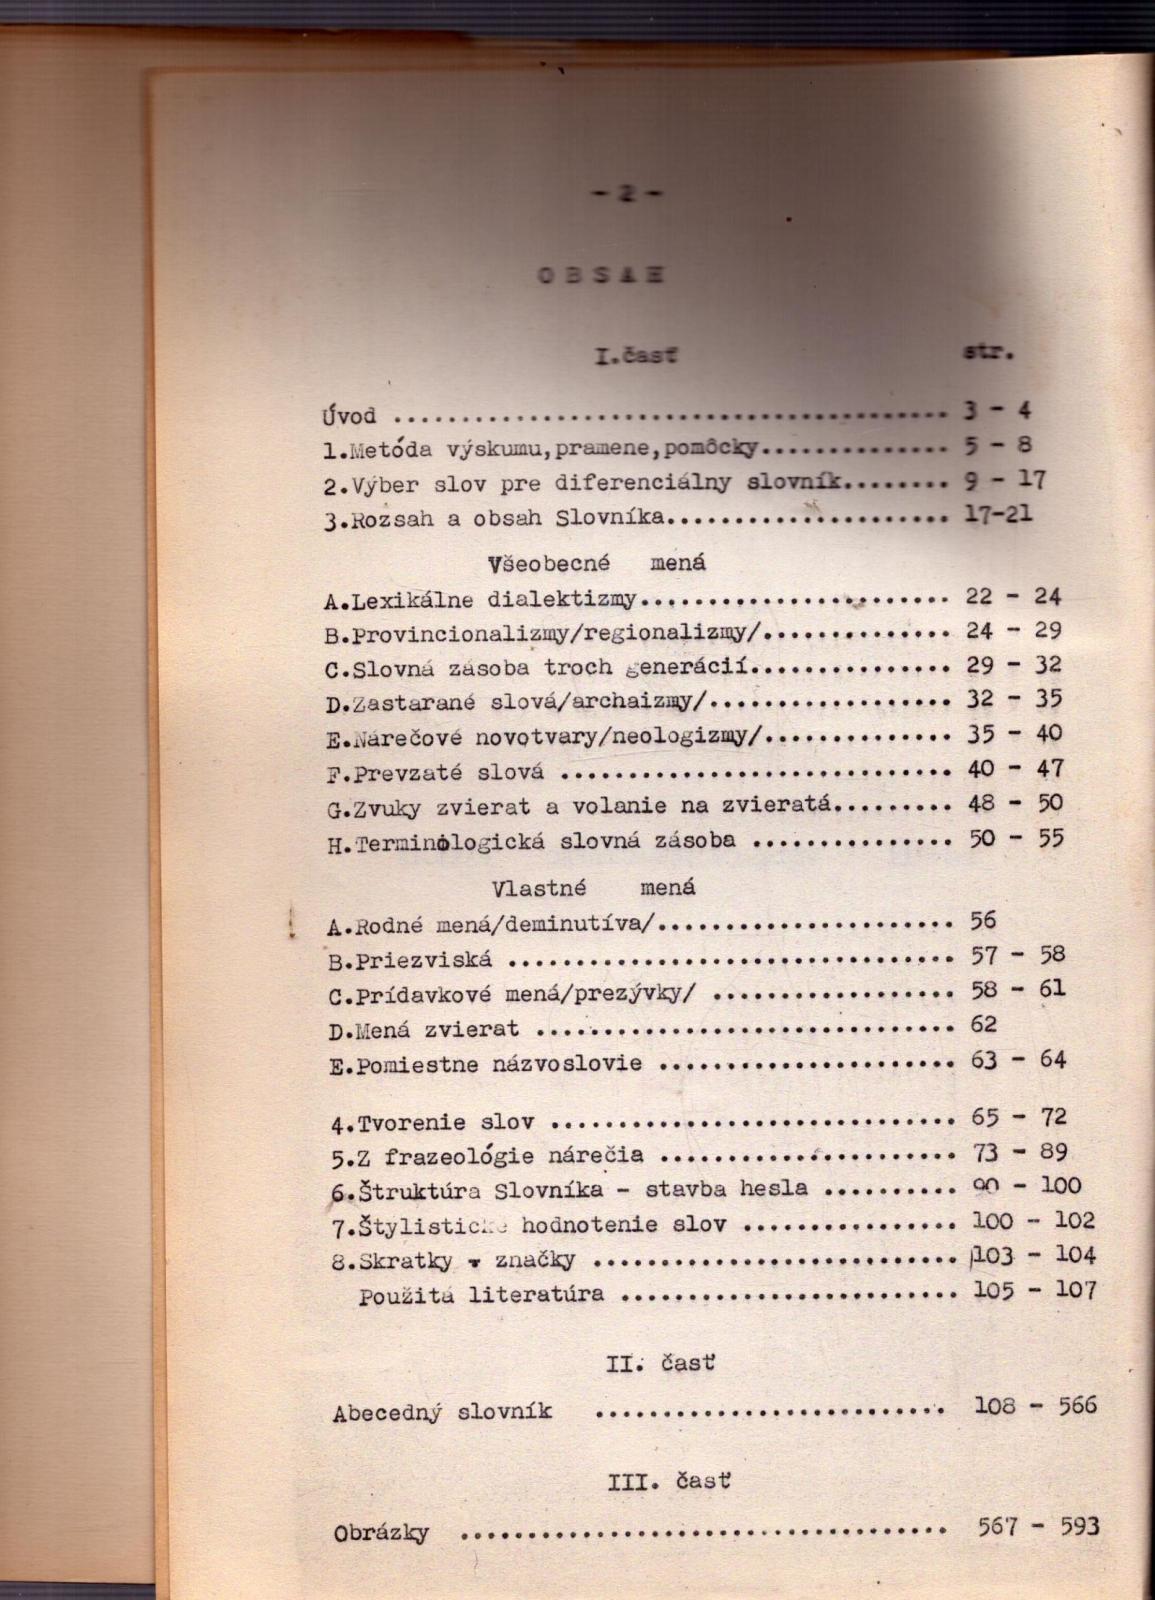 - 2 -
O B S A H
I.časť str.
Úvod ......................................... 3 - 4
1.Metóda výskumu,pramene,pomôcky.............. 5 - 8
2.Výber slov pre diferenciálny slovník........ 9 - 17
3.Rozsah a obsah Slovníka..................... 17-21
Všeobecné mená
A.Lexikálne dialektizmy....................... 22 - 24
B.Provincionalizmy/regionalizmy/.............. 24 - 29
C.Slovná zásoba troch generácií............... 29 - 32
D.Zastarané slová/archaizmy/.................. 32 - 35
E.Nárečové novotvary/neologizmy/.............. 35 - 40
F.Prevzaté slová ............................. 40 - 47
G.Zvuky zvierat a volanie na zvieratá......... 48 - 50
H.Terminologická slovná zásoba ............... 50 - 55
Vlastné mená
A.Rodné mená/deminutíva/...................... 56
B.Priezviská ................................. 57 - 58
C.Prídavkové mená/prezývky/ .................. 58 - 61
D.Mená zvierat ............................... 62
E.Pomiestne názvoslovie ...................... 63 - 64
4.Tvorenie slov .............................. 65 - 72
5.Z frazeológie nárečia ...................... 73 - 89
6.Štruktúra Slovníka - stavba hesla .......... 90 - 100
7.Štylistické hodnotenie slov ................ 100 - 102
8.Skratky - značky ........................... 103 - 104
Použitá literatúra ......................... 105 - 107
II. časť
Abecedný slovník .......................... 108 - 566
III. časť
Obrázky .................................... 567 - 593